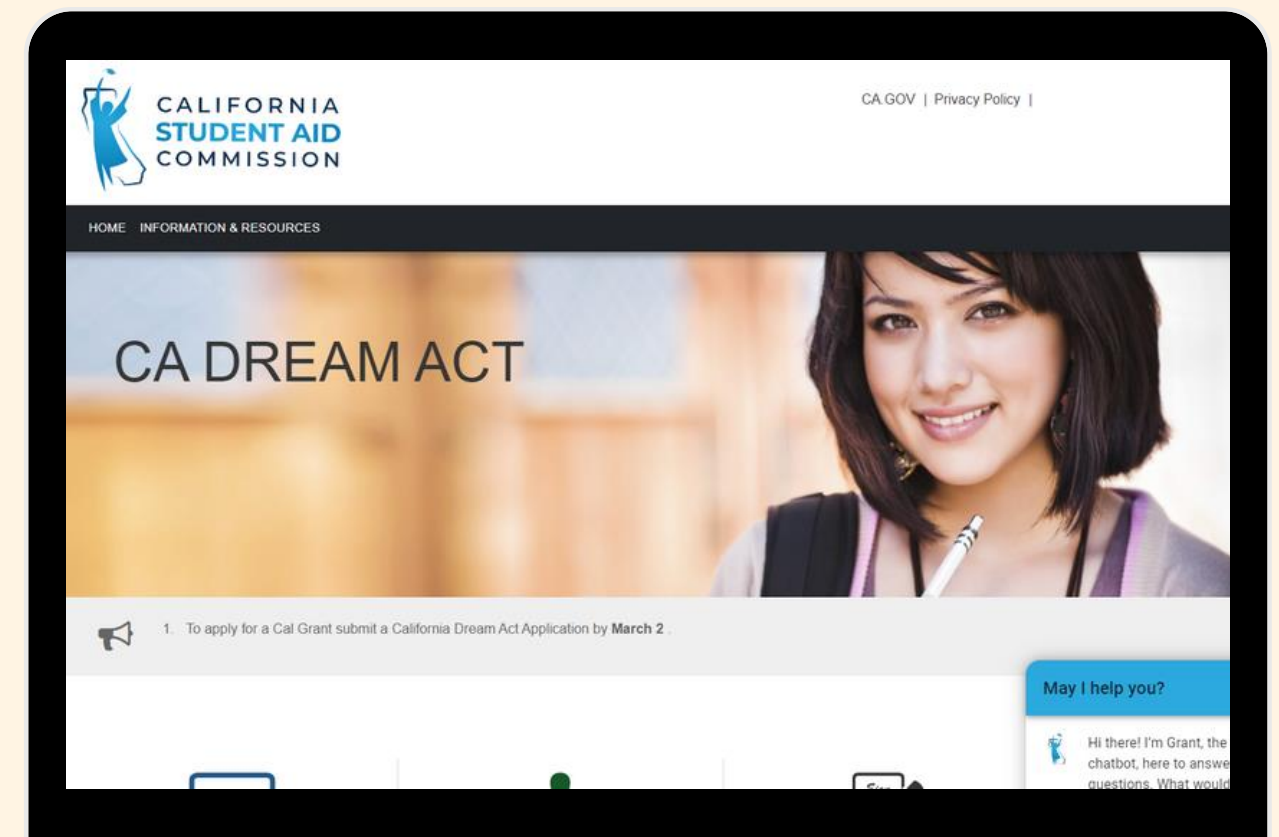 CALIFORNIA
STUDENT AID
COMMISSION
CA.GOV | Privacy Policy |
HOME INFORMATION & RESOURCES
CA DREAM ACT
1. To apply for a Cal Grant submit a California Dream Act Application by March 2 .
May I help you?
Hi there! I'm Grant, the
chatbot, here to answe
questions. What would